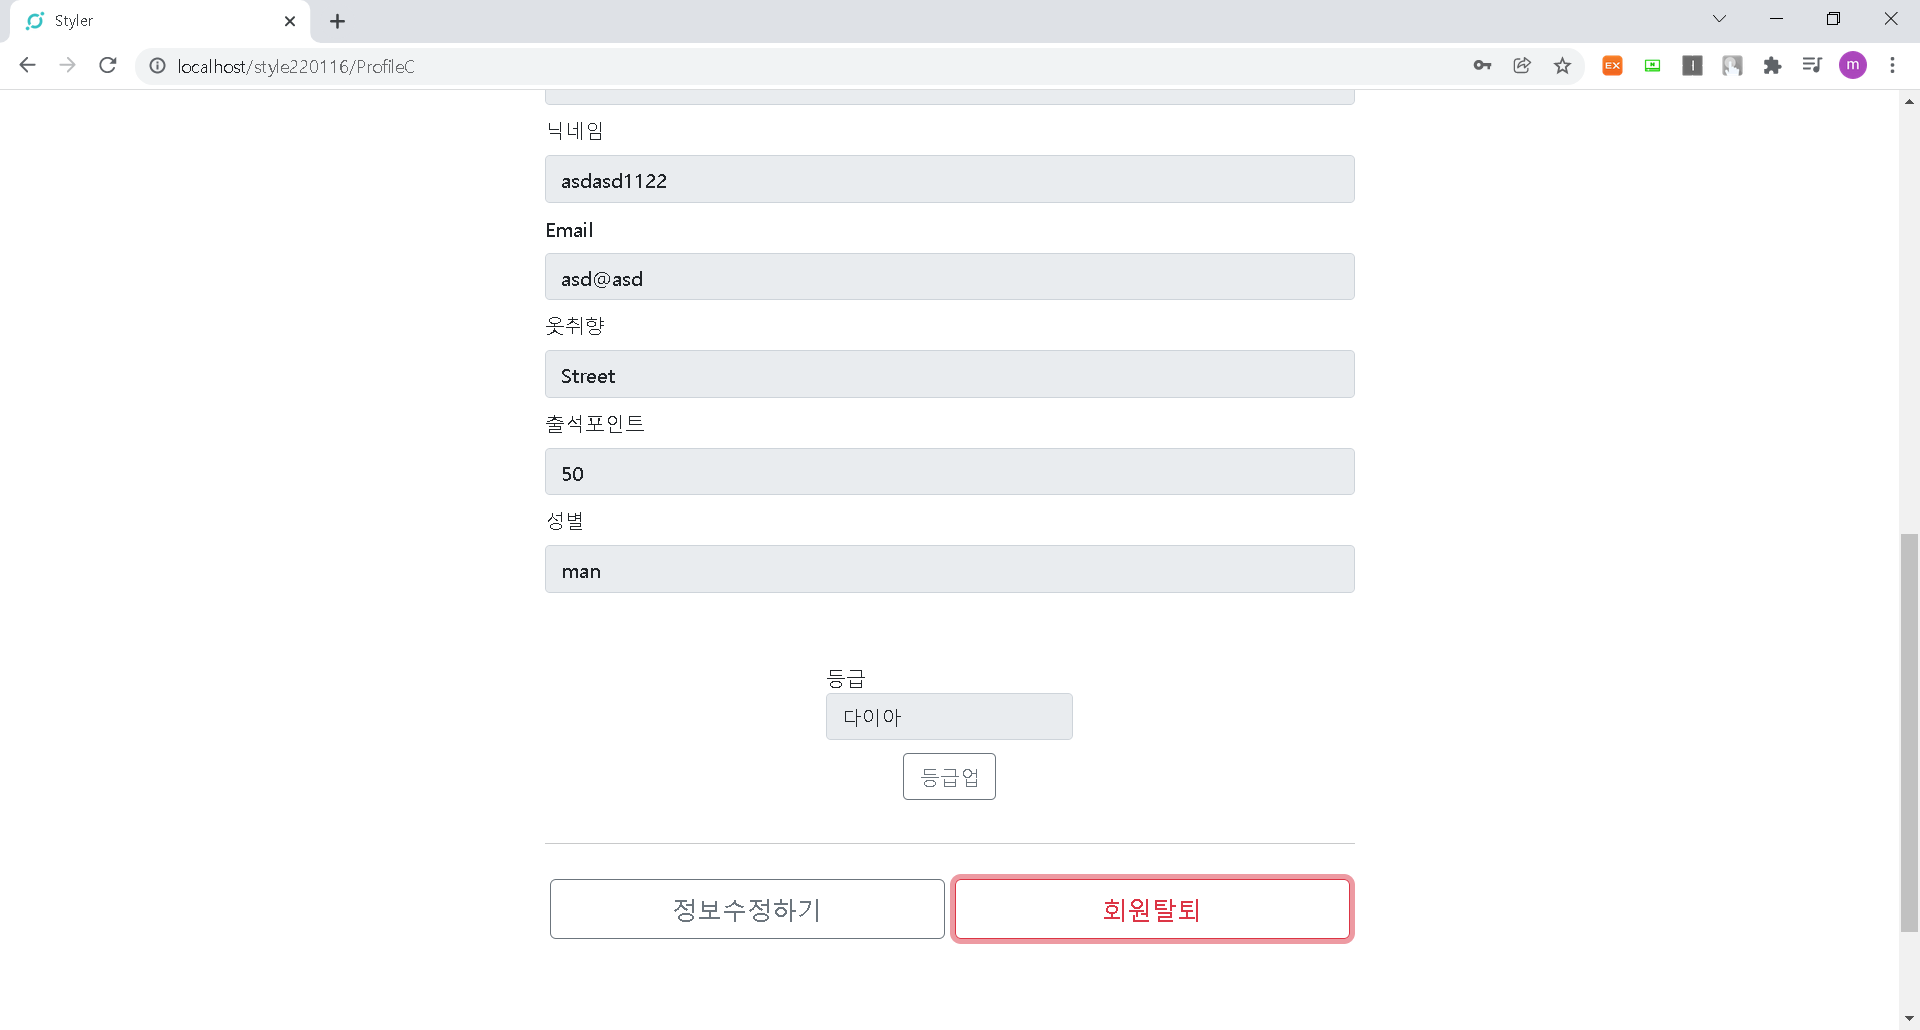 Styler
localhost/style220116/ProfileC
EX
m
닉네임
asdasd1122
Email
asd@asd
옷취향
Street
출석포인트
50
성별
man
등급
다이아
등급업
정보수정하기
회원탈퇴